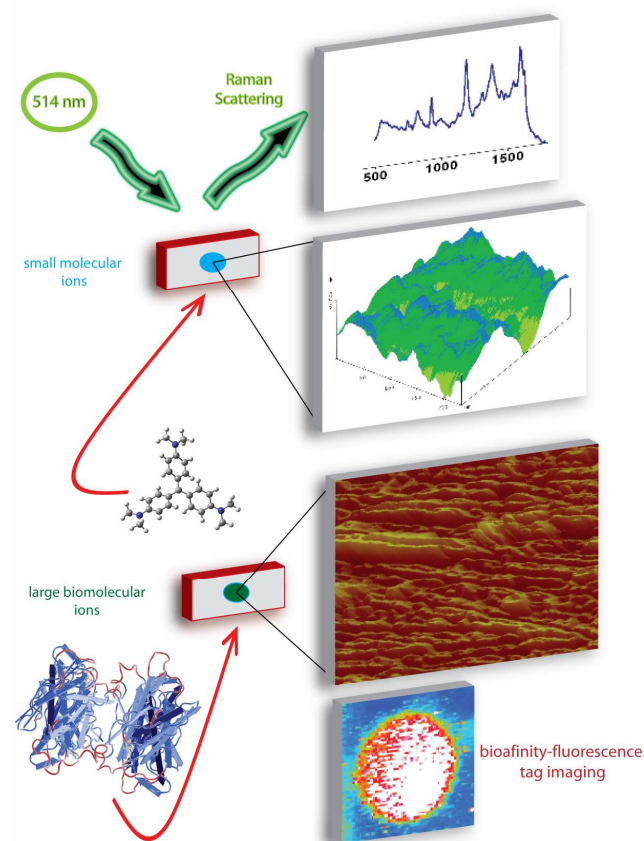 514 nm
Raman
Scattering
500
1000
1500
small molecular
ions
large biomolecular
ions
bioafinity-fluorescence
tag imaging